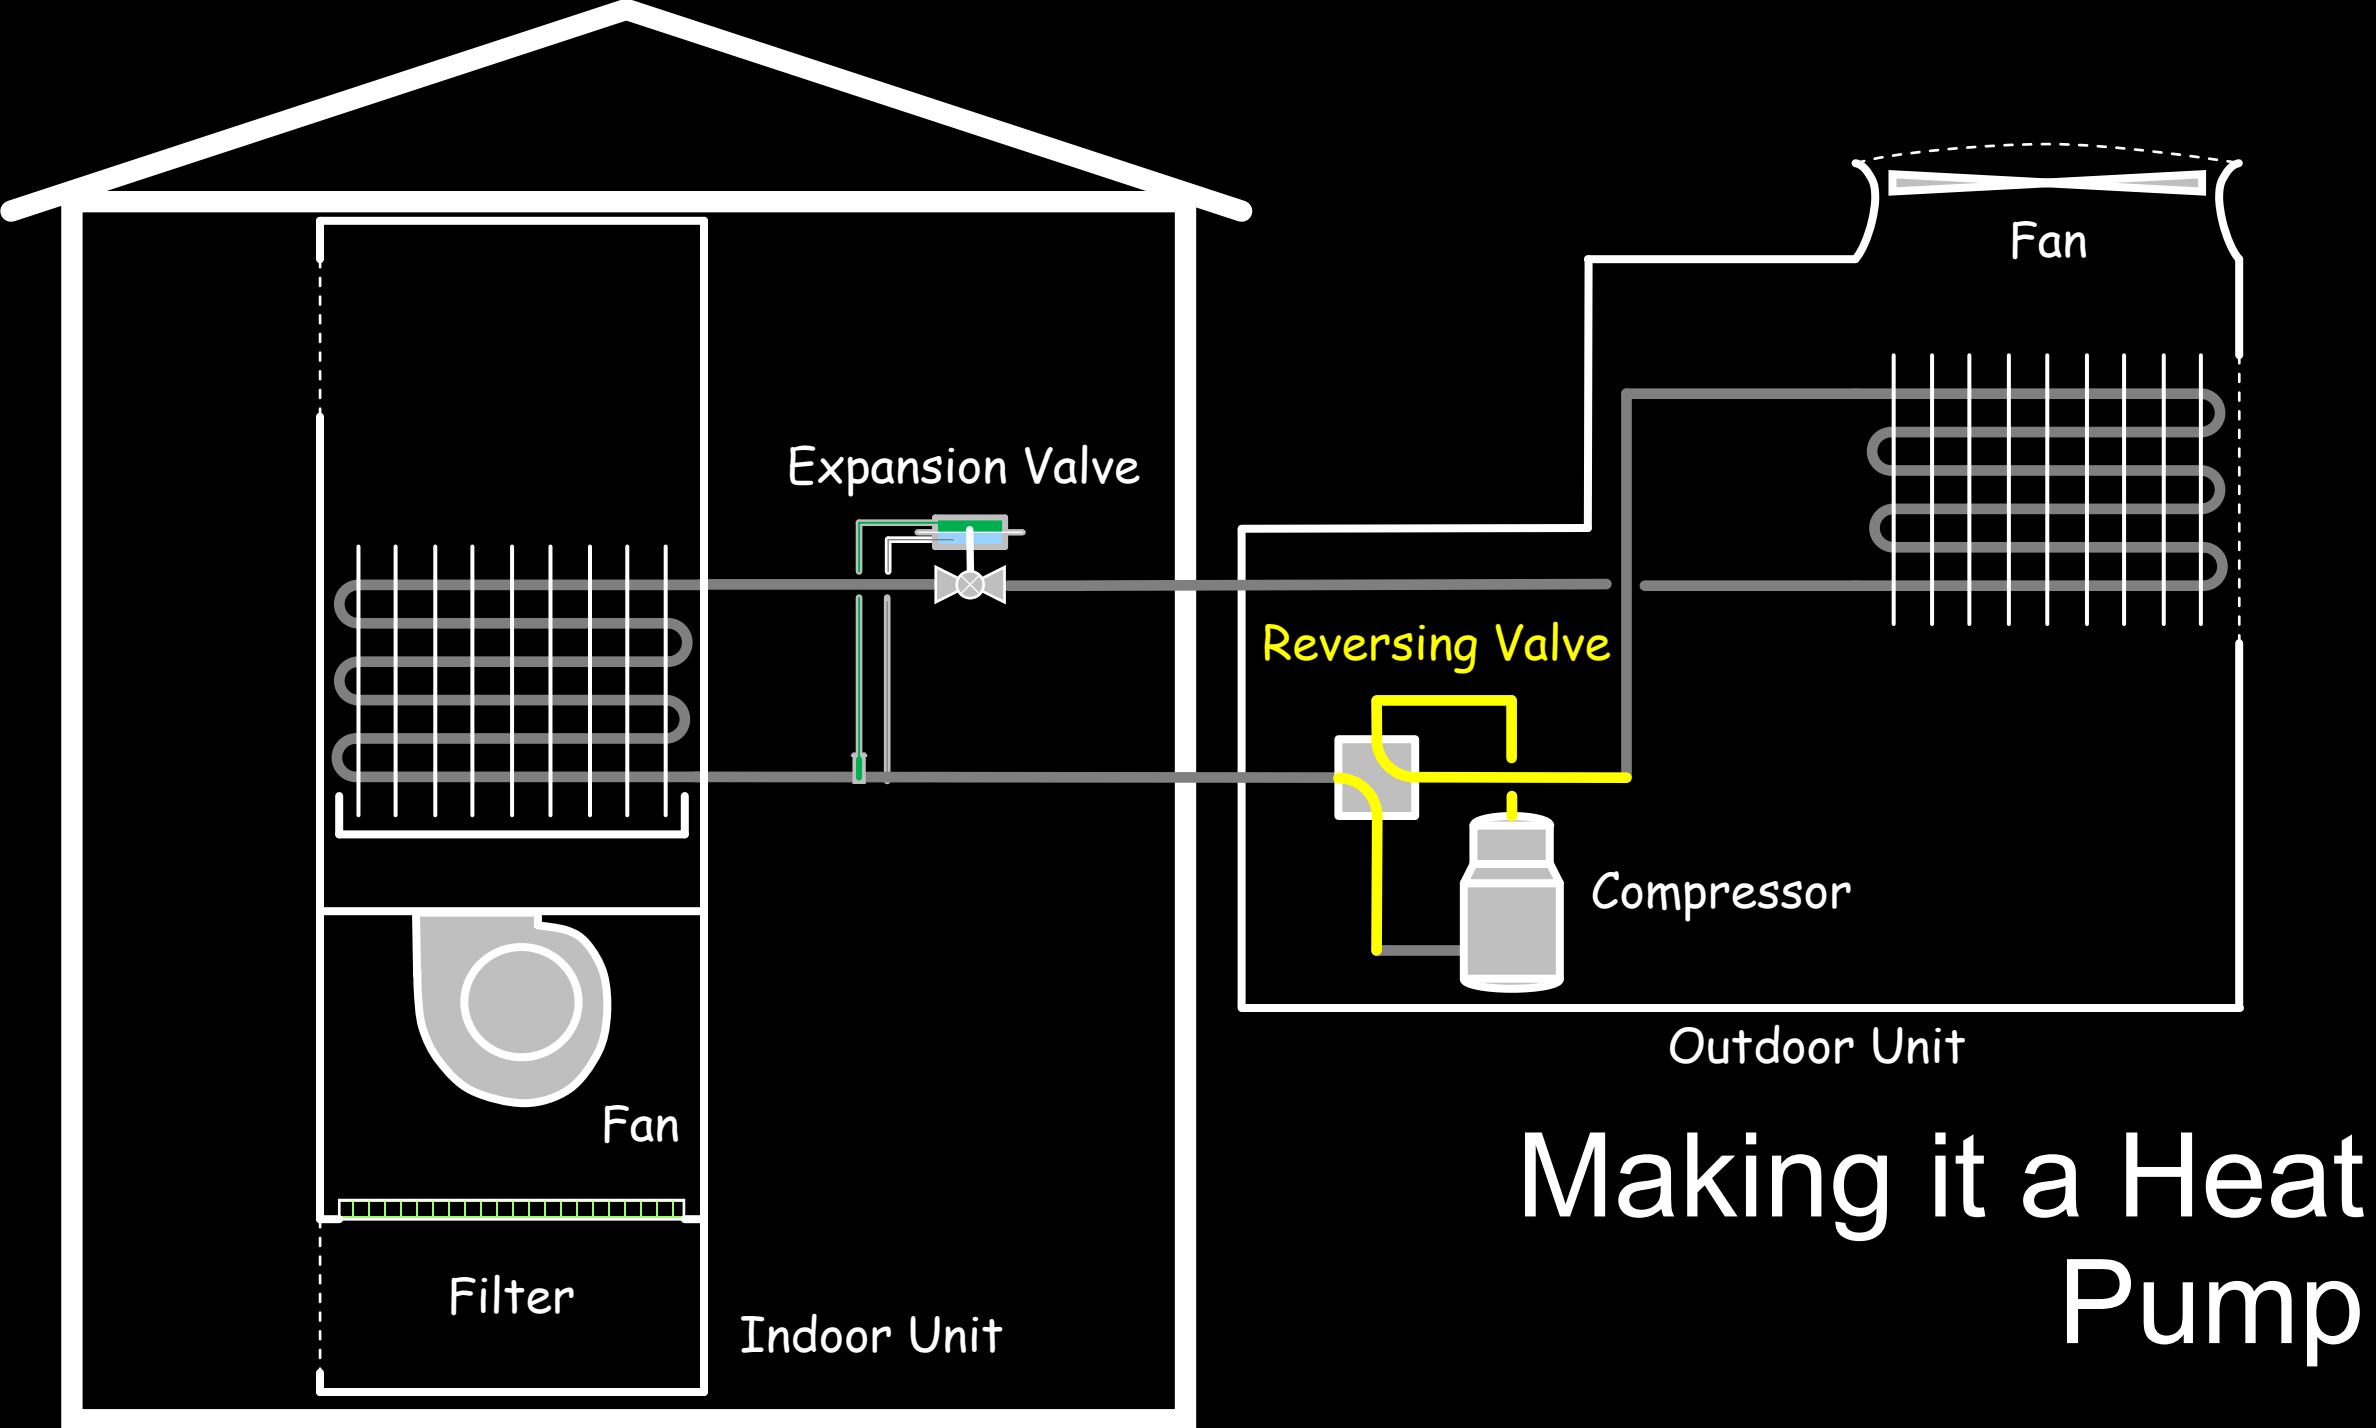 Fan
Expansion Valve
Reversing Valve
Compressor
Outdoor Unit
Fan
Filter
Indoor Unit
Making it a Heat
Pump